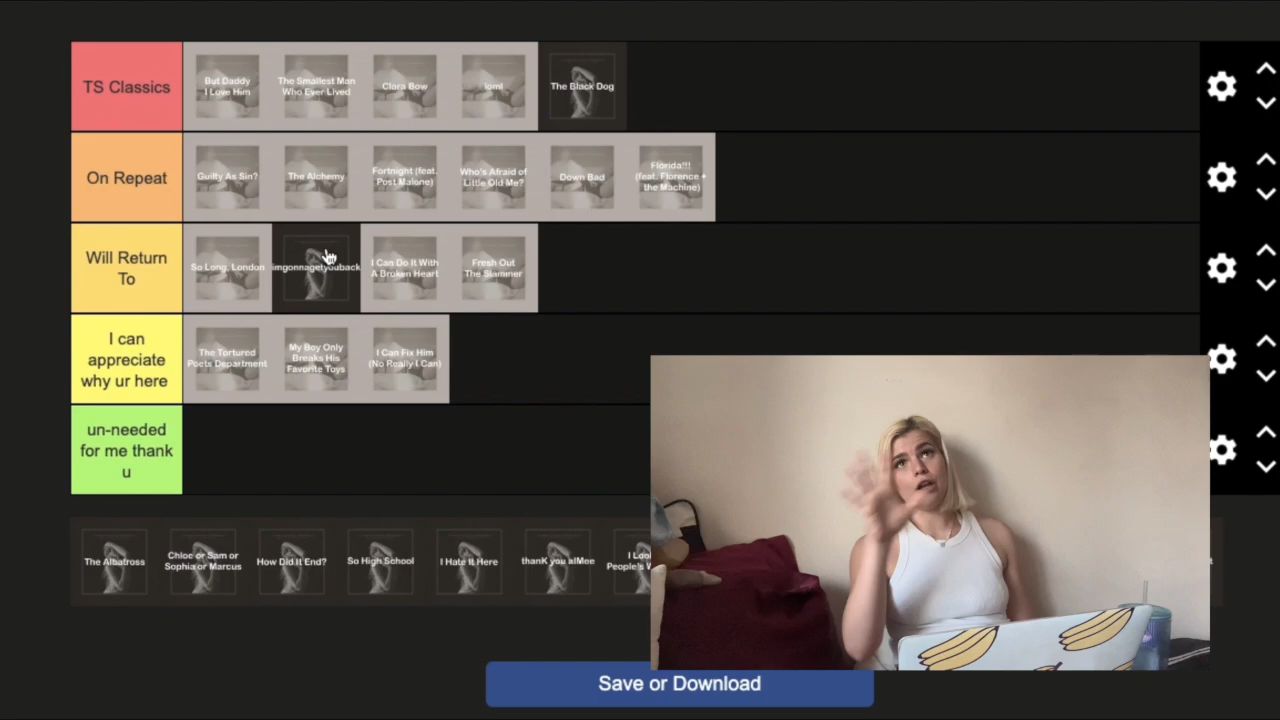 TS Classics
But Daddy
I Love Him
The Smallest Man
Who Ever Lived
Clara Bow
loml
The Black Dog
On Repeat
Guilty As Sin?
The Alchemy
Fortnight (feat.
Post Malone)
Who's Afraid of
Little Old Me?
Down Bad
Florida!!!
(feat. Florence +
the Machine)
Will Return
To
So Long, London
imgonnagetyouback
I Can Do It With
A Broken Heart
Fresh Out
The Slammer
I can
appreciate
why ur here
The Tortured
Poets Department
My Boy Only
Breaks His
Favorite Toys
I Can Fix Him
(No Really I Can)
un-needed
for me thank
u
The Albatross
Chloe or Sam or
Sophia or Marcus
How Did It End?
So High School
I Hate It Here
thanK you aIMee
I Loo
People's W
Save or Download